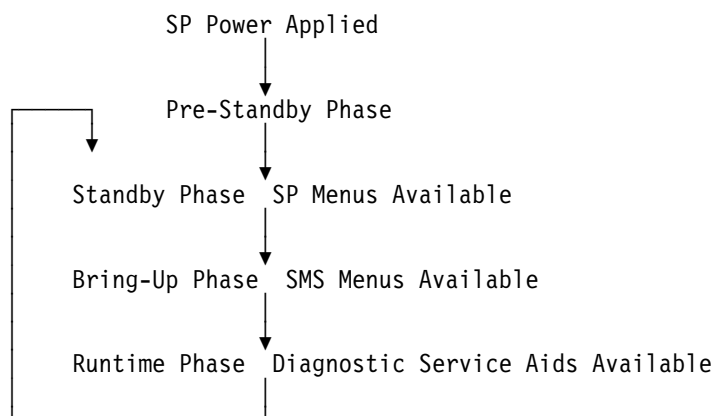 SP Power Applied
Pre-Standby Phase
Standby Phase SP Menus Available
Bring-Up Phase SMS Menus Available
Runtime Phase Diagnostic Service Aids Available